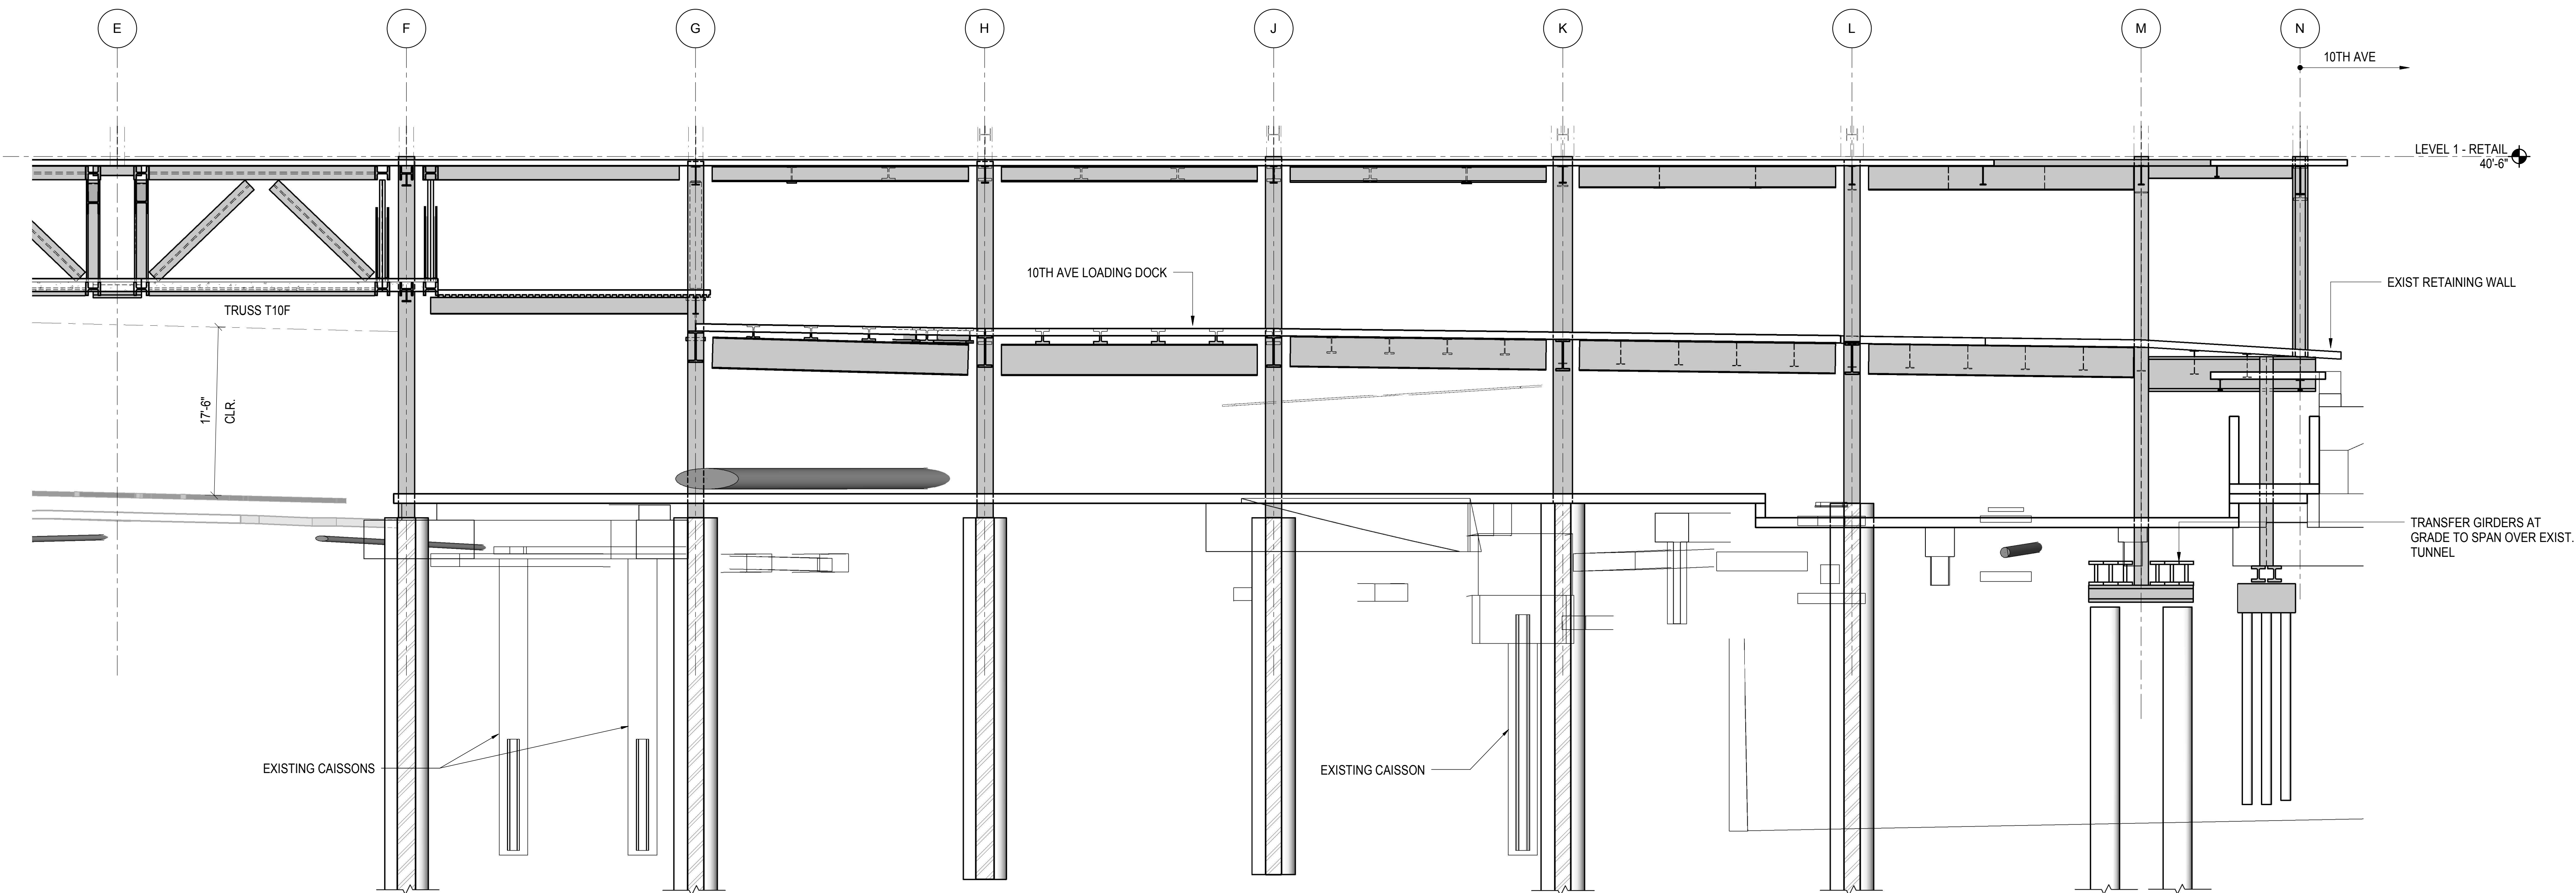 E
F
G
H
J
K
L
M
N
10TH AVE
LEVEL 1 - RETAIL
40'-6"
10TH AVE LOADING DOCK
EXIST RETAINING WALL
TRUSS T10F
17'-6"
CLR.
TRANSFER GIRDERS AT
GRADE TO SPAN OVER EXIST.
TUNNEL
EXISTING CAISSONS
EXISTING CAISSON